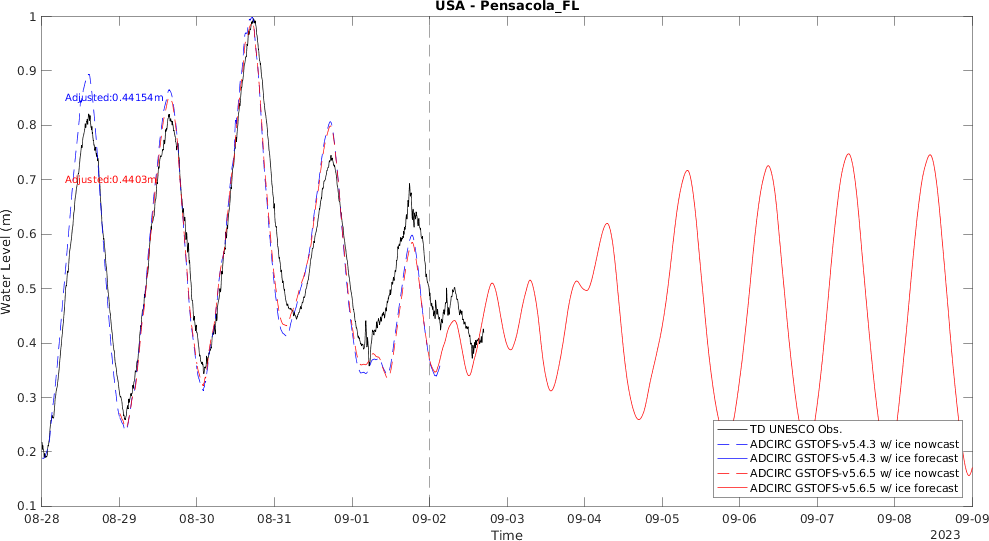 USA - Pensacola_FL
1
0.9
Adjusted:0.44154m
0.8
0.7
Adjusted:0.4403m
0.6
0.5
0.4
0.3
0.2
0.1
Water Level (m)
TD UNESCO Obs.
ADCIRC GSTOFS-v5.4.3 w/ ice nowcast
ADCIRC GSTOFS-v5.4.3 w/ ice forecast
ADCIRC GSTOFS-v5.6.5 w/ ice nowcast
ADCIRC GSTOFS-v5.6.5 w/ ice forecast
08-28 08-29 08-30 08-31 09-01 09-02 09-03 09-04 09-05 09-06 09-07 09-08 09-09
Time
2023